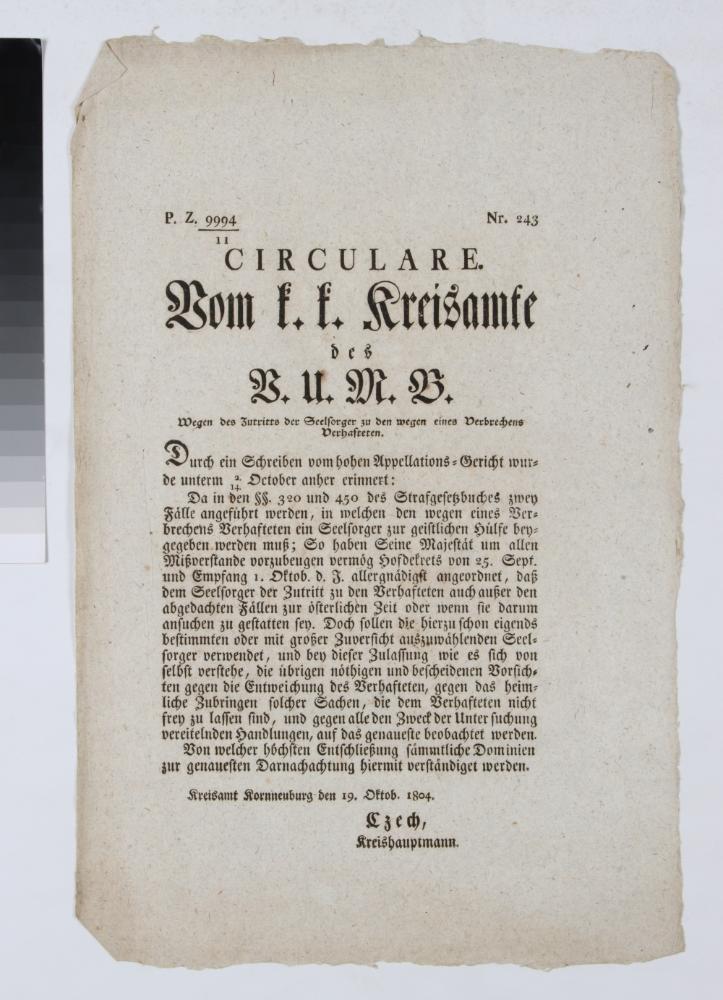 P. Z. 9994 Nr. 243
11
CIRCULARE.
Vom k. k. Kreisamte
des
V. U. M. B.
Wegen des Zutritts der Seelsorger zu den wegen eines Verbrechens
Verhafteten.
Durch ein Schreiben vom hohen Appellations-Gericht wur-
de unterm 2/14. October anher erinnert:
Da in den §§. 320 und 450 des Strafgesetzbuches zwey
Fälle angeführt werden, in welchen den wegen eines Ver-
brechens Verhafteten ein Seelsorger zur geistlichen Hülfe bey-
gegeben werden muß; So haben Seine Majestät um allen
Mißverstande vorzubeugen vermög Hofdekrets von 25. Sept.
und Empfang 1. Oktob. d. J. allergnädigst angeordnet, daß
dem Seelsorger der Zutritt zu den Verhafteten auch außer den
abgedachten Fällen zur österlichen Zeit oder wenn sie darum
ansuchen zu gestatten sey. Doch sollen die hierzu schon eigends
bestimmten oder mit großer Zuversicht auszuwählenden Seel-
sorger verwendet, und bey dieser Zulassung wie es sich von
selbst verstehe, die übrigen nöthigen und bescheidenen Vorsich-
ten gegen die Entweichung des Verhafteten, gegen das heim-
liche Zubringen solcher Sachen, die dem Verhafteten nicht
frey zu lassen sind, und gegen alle den Zweck der Unter suchung
vereitelnden Handlungen, auf das genaueste beobachtet werden.
Von welcher höchsten Entschließung sämmtliche Dominien
zur genauesten Darnachachtung hiermit verständiget werden.
Kreisamt Kornneuburg den 19. Oktob. 1804.
Czech,
Kreishauptmann.